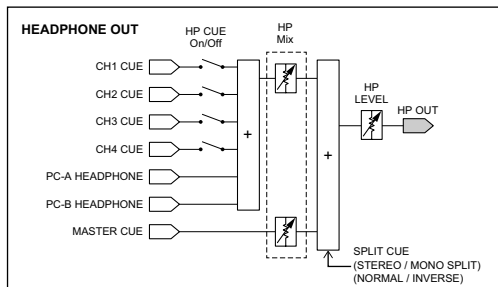 HEADPHONE OUT
HP CUE
On/Off
HP
Mix
CH1 CUE
CH2 CUE
CH3 CUE
CH4 CUE
PC-A HEADPHONE
PC-B HEADPHONE
MASTER CUE
+
+
HP
LEVEL
HP OUT
SPLIT CUE
(STEREO / MONO SPLIT)
(NORMAL / INVERSE)